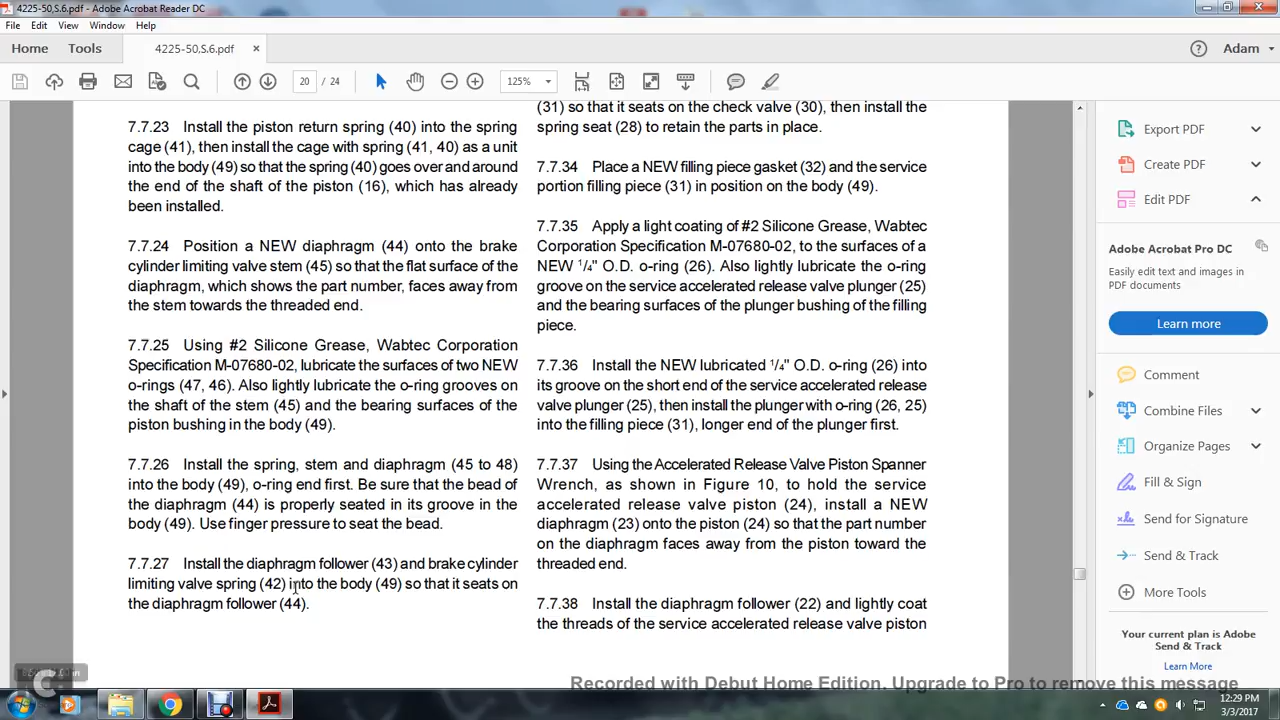 4225-50,S.6.pdf - Adobe Acrobat Reader DC
File Edit View Window Help
Home Tools 4225-50,S.6.pdf × Adam
20 / 24 125%
7.7.23 Install the piston return spring (40) into the spring
cage (41), then install the cage with spring (41, 40) as a unit
into the body (49) so that the spring (40) goes over and around
the end of the shaft of the piston (16), which has already
been installed.
7.7.24 Position a NEW diaphragm (44) onto the brake
cylinder limiting valve stem (45) so that the flat surface of the
diaphragm, which shows the part number, faces away from
the stem towards the threaded end.
7.7.25 Using #2 Silicone Grease, Wabtec Corporation
Specification M-07680-02, lubricate the surfaces of two NEW
o-rings (47, 46). Also lightly lubricate the o-ring grooves on
the shaft of the stem (45) and the bearing surfaces of the
piston bushing in the body (49).
7.7.26 Install the spring, stem and diaphragm (45 to 48)
into the body (49), o-ring end first. Be sure that the bead of
the diaphragm (44) is properly seated in its groove in the
body (49). Use finger pressure to seat the bead.
7.7.27 Install the diaphragm follower (43) and brake cylinder
limiting valve spring (42) into the body (49) so that it seats on
the diaphragm follower (44).
(31) so that it seats on the check valve (30), then install the
spring seat (28) to retain the parts in place.
7.7.34 Place a NEW filling piece gasket (32) and the service
portion filling piece (31) in position on the body (49).
7.7.35 Apply a light coating of #2 Silicone Grease, Wabtec
Corporation Specification M-07680-02, to the surfaces of a
NEW 1/4" O.D. o-ring (26). Also lightly lubricate the o-ring
groove on the service accelerated release valve plunger (25)
and the bearing surfaces of the plunger bushing of the filling
piece.
7.7.36 Install the NEW lubricated 1/4" O.D. o-ring (26) into
its groove on the short end of the service accelerated release
valve plunger (25), then install the plunger with o-ring (26, 25)
into the filling piece (31), longer end of the plunger first.
7.7.37 Using the Accelerated Release Valve Piston Spanner
Wrench, as shown in Figure 10, to hold the service
accelerated release valve piston (24), install a NEW
diaphragm (23) onto the piston (24) so that the part number
on the diaphragm faces away from the piston toward the
threaded end.
7.7.38 Install the diaphragm follower (22) and lightly coat
the threads of the service accelerated release valve piston
Export PDF
Create PDF
Edit PDF
Adobe Acrobat Pro DC
Easily edit text and images in
PDF documents
Learn more
Comment
Combine Files
Organize Pages
Fill & Sign
Send for Signature
Send & Track
More Tools
Your current plan is Adobe
Send & Track
Learn More
Recorded with Debut Home Edition. Upgrade to Pro to remove this message
12:29 PM
3/3/2017